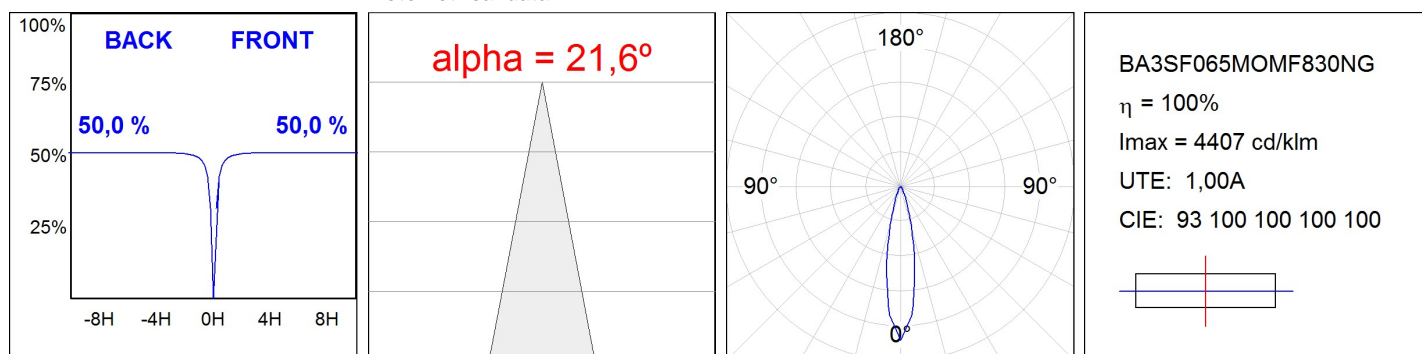 100%
75%
50%
25%
BACK FRONT
50,0 % 50,0 %
-8H -4H 0H 4H 8H
alpha = 21,6º
180°
90° 90°
0°
BA3SF065MOMF830NG
η = 100%
Imax = 4407 cd/klm
UTE: 1,00A
CIE: 93 100 100 100 100